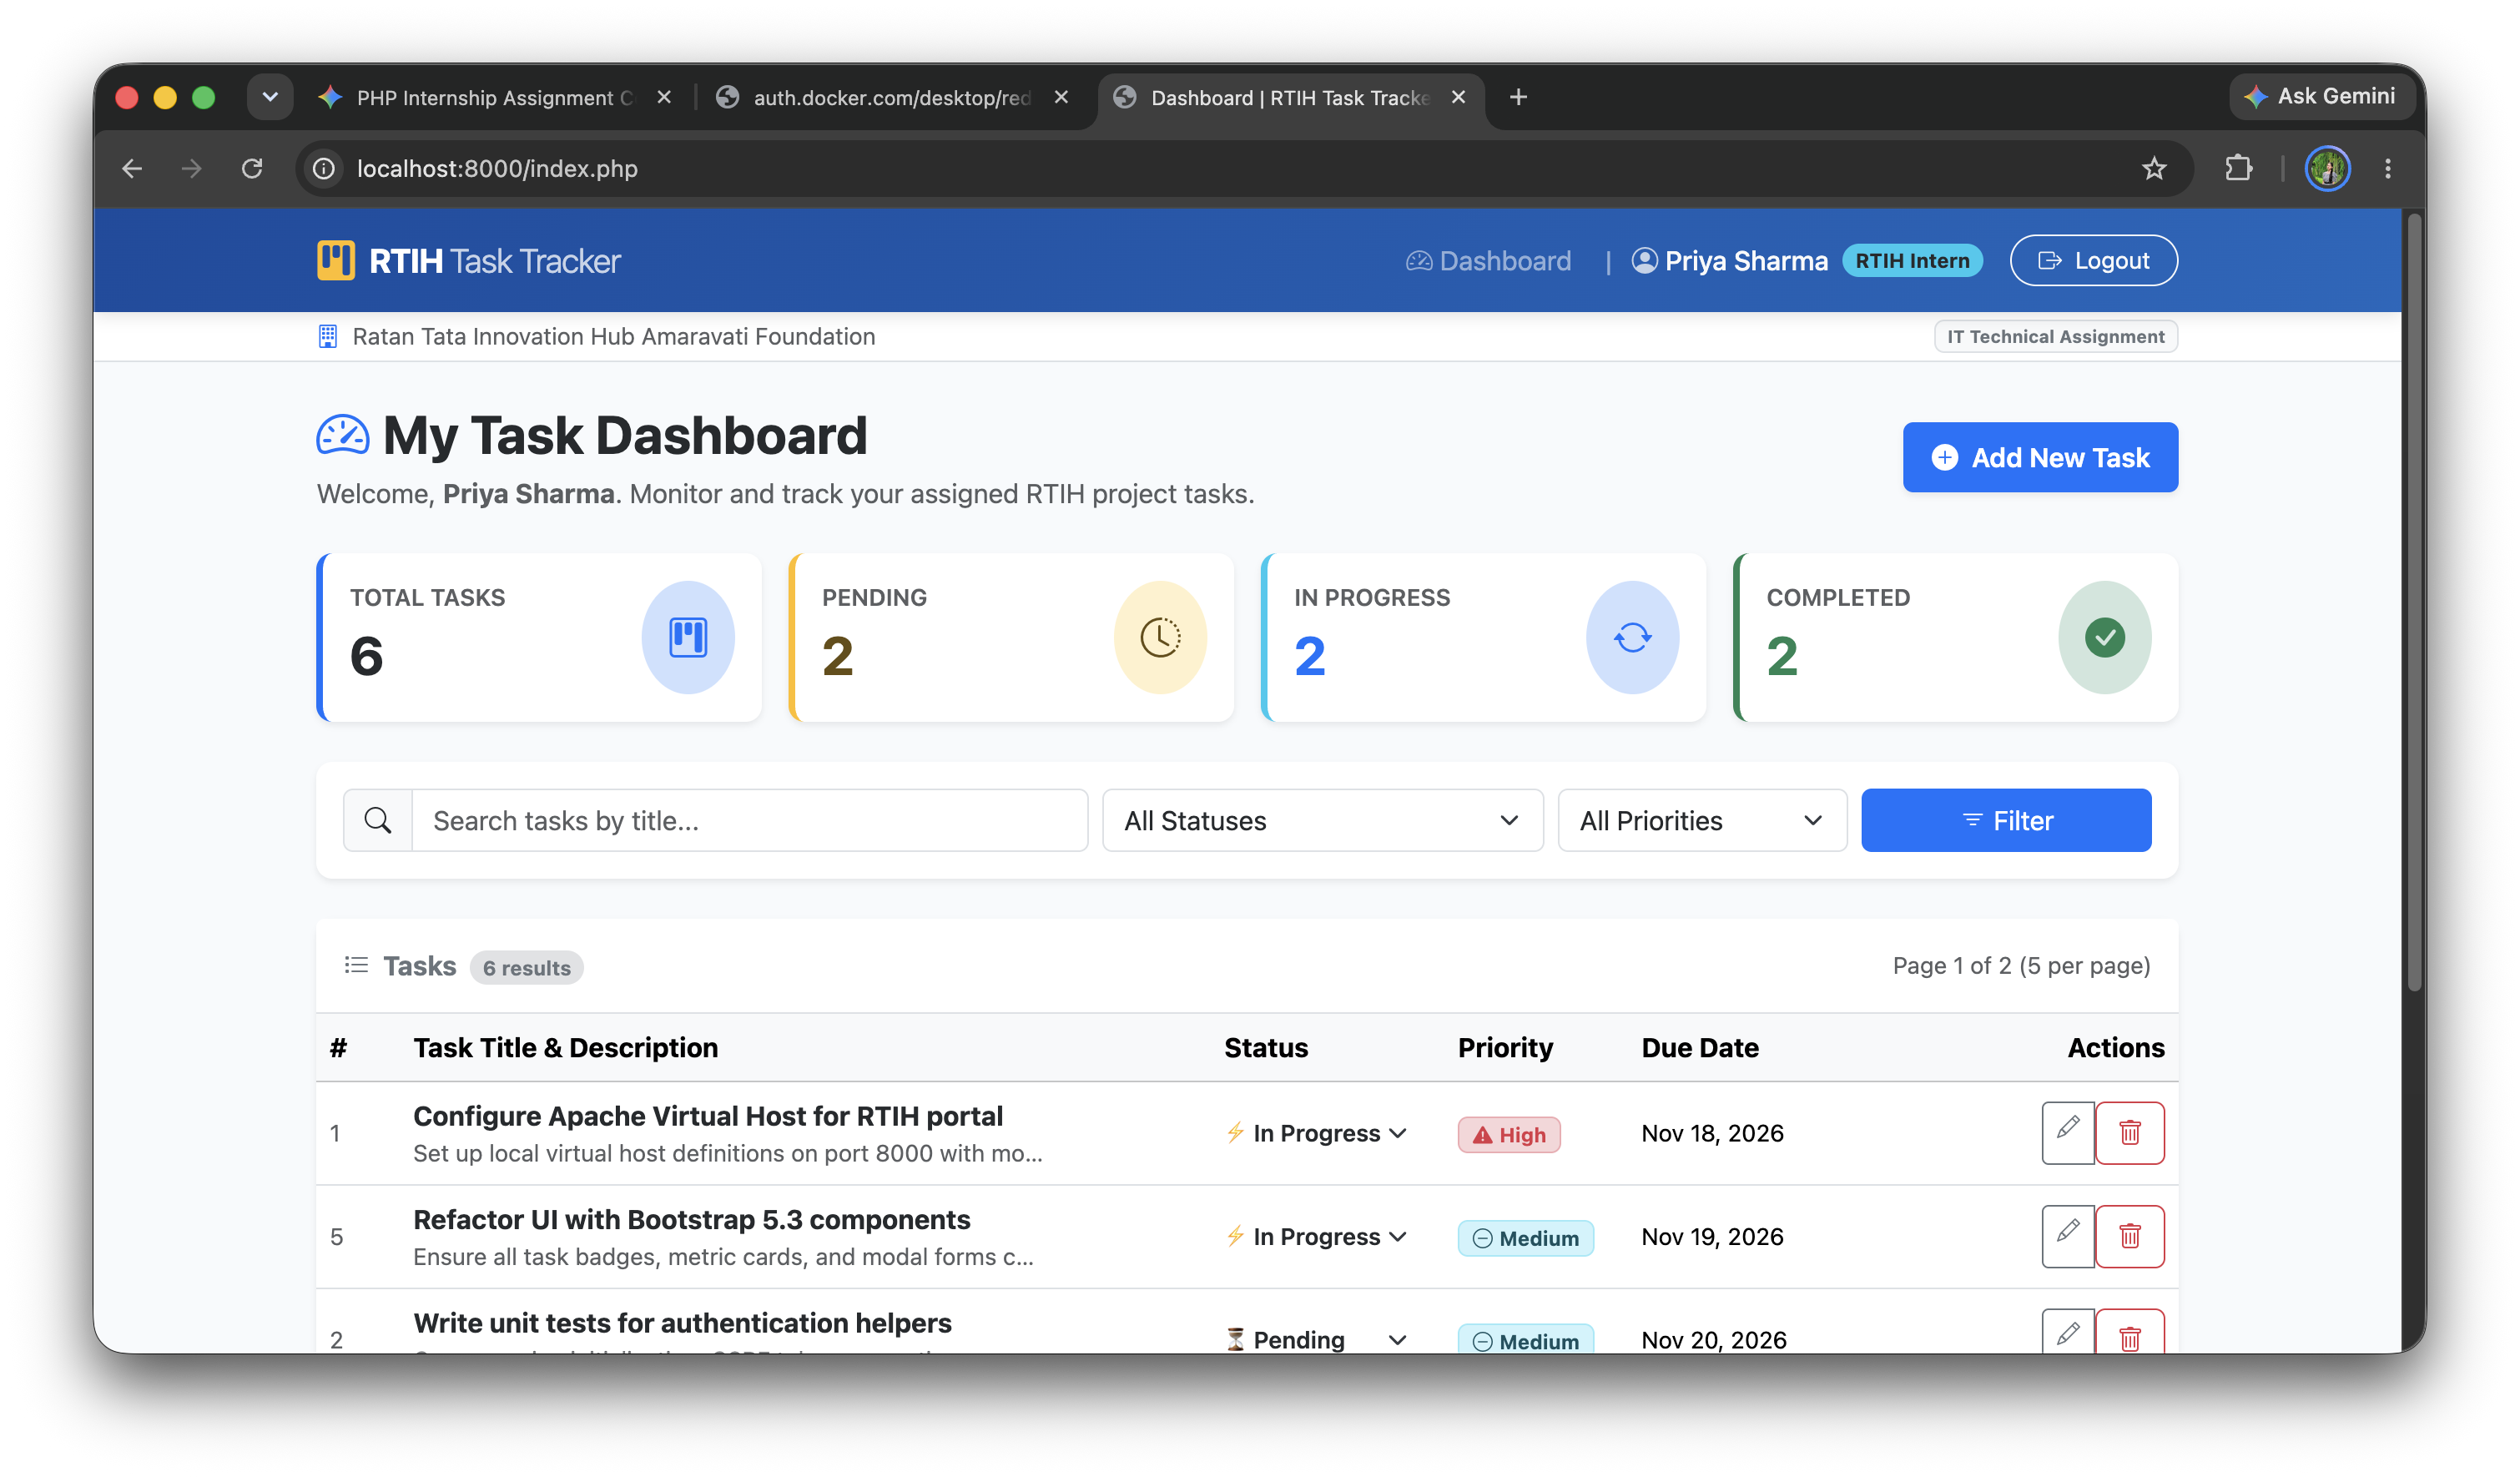 PHP Internship Assignment C
auth.docker.com/desktop/red
Dashboard | RTIH Task Tracke
Ask Gemini
localhost:8000/index.php
RTIH Task Tracker
Dashboard | Priya Sharma RTIH Intern Logout
Ratan Tata Innovation Hub Amaravati Foundation
IT Technical Assignment
My Task Dashboard
Add New Task
Welcome, Priya Sharma. Monitor and track your assigned RTIH project tasks.
TOTAL TASKS
6
PENDING
2
IN PROGRESS
2
COMPLETED
2
Search tasks by title...
All Statuses
All Priorities
Filter
Tasks 6 results
Page 1 of 2 (5 per page)
# Task Title & Description Status Priority Due Date Actions
1 Configure Apache Virtual Host for RTIH portal
Set up local virtual host definitions on port 8000 with mo...
In Progress High Nov 18, 2026
5 Refactor UI with Bootstrap 5.3 components
Ensure all task badges, metric cards, and modal forms c...
In Progress Medium Nov 19, 2026
2 Write unit tests for authentication helpers
Pending Medium Nov 20, 2026